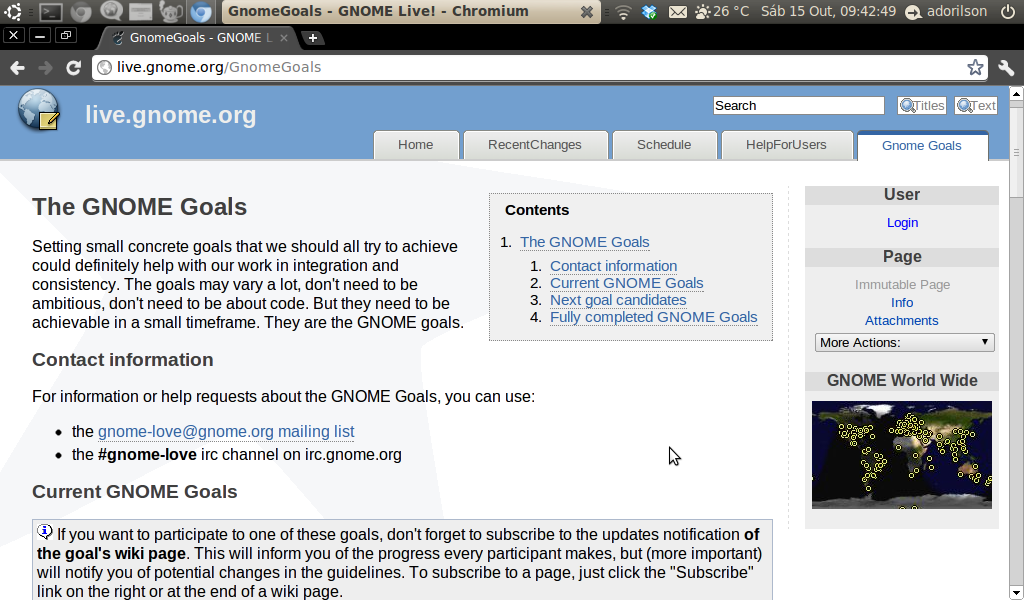 GnomeGoals - GNOME Live! - Chromium
26 °C
Sáb 15 Out, 09:42:49
adorilson
GnomeGoals - GNOME L
live.gnome.org/GnomeGoals
live.gnome.org
Search
Titles
Text
Home
RecentChanges
Schedule
HelpForUsers
Gnome Goals
The GNOME Goals
Setting small concrete goals that we should all try to achieve
could definitely help with our work in integration and
consistency. The goals may vary a lot, don't need to be
ambitious, don't need to be about code. But they need to be
achievable in a small timeframe. They are the GNOME goals.
Contents
1. The GNOME Goals
1. Contact information
2. Current GNOME Goals
3. Next goal candidates
4. Fully completed GNOME Goals
Contact information
For information or help requests about the GNOME Goals, you can use:
• the gnome-love@gnome.org mailing list
• the #gnome-love irc channel on irc.gnome.org
Current GNOME Goals
If you want to participate to one of these goals, don't forget to subscribe to the updates notification of
the goal's wiki page. This will inform you of the progress every participant makes, but (more important)
will notify you of potential changes in the guidelines. To subscribe to a page, just click the "Subscribe"
link on the right or at the end of a wiki page.
User
Login
Page
Immutable Page
Info
Attachments
More Actions:
GNOME World Wide